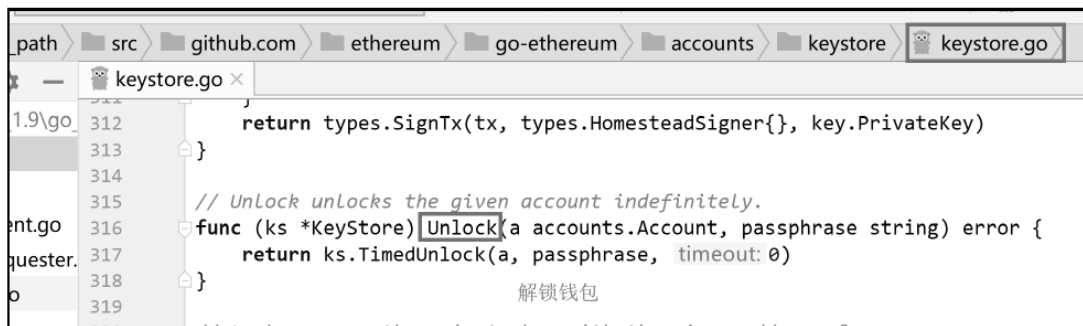 _path src github.com ethereum go-ethereum accounts keystore keystore.go
keystore.go ×
1.9\go_
312 return types.SignTx(tx, types.HomesteadSigner{}, key.PrivateKey)
313 }
314
315 // Unlock unlocks the given account indefinitely.
ent.go
316 func (ks *KeyStore) Unlock(a accounts.Account, passphrase string) error {
quester.
317 return ks.TimedUnlock(a, passphrase, timeout: 0)
o
318 }
解锁钱包
319